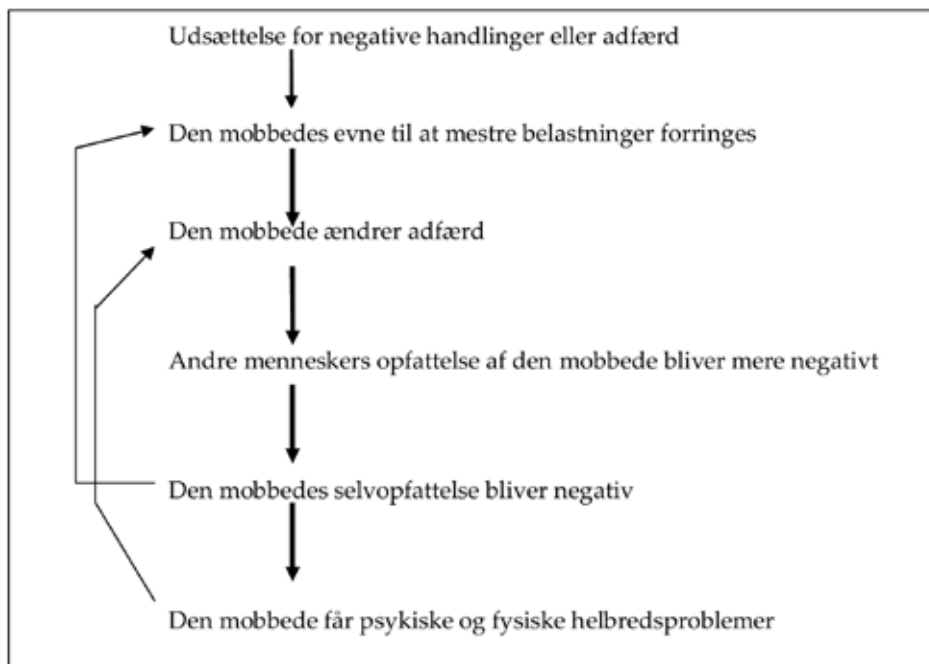 Udsættelse for negative handlinger eller adfærd
Den mobbedes evne til at mestre belastninger forringes
Den mobbede ændrer adfærd
Andre menneskers opfattelse af den mobbede bliver mere negativt
Den mobbedes selvopfattelse bliver negativ
Den mobbede får psykiske og fysiske helbredsproblemer